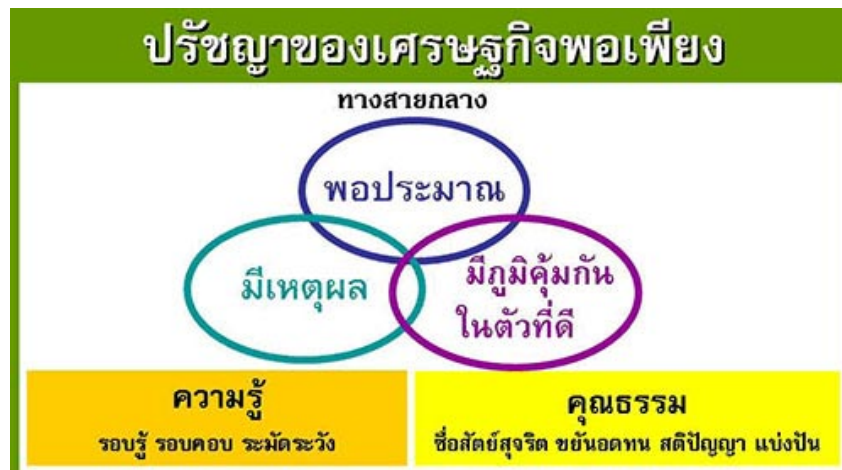 ปรัชญาของเศรษฐกิจพอเพียง
ทางสายกลาง
พอประมาณ
มีเหตุผล
มีภูมิคุ้มกัน
ในตัวที่ดี
ความรู้
รอบรู้ รอบคอบ ระมัดระวัง
คุณธรรม
ซื่อสัตย์สุจริต ขยันอดทน สติปัญญา แบ่งปัน